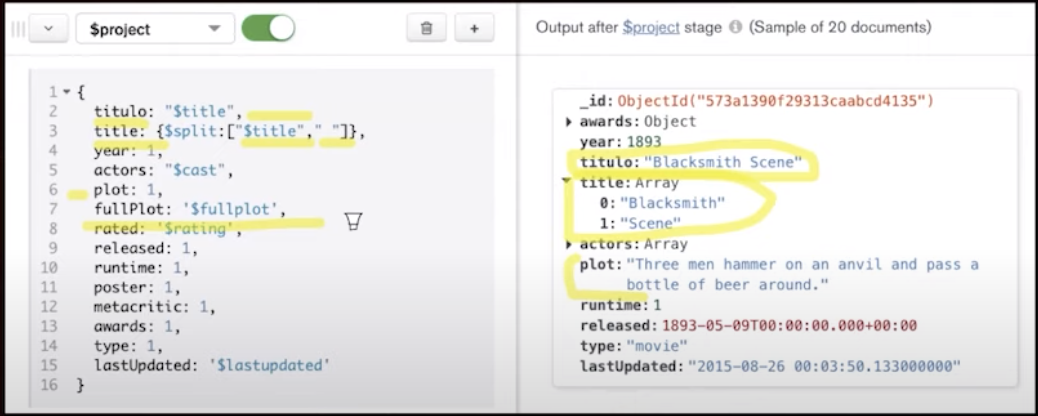 $project
Output after $project stage (Sample of 20 documents)
1 {
2 titulo: "$title",
3 title: {$split:["$title"," "]},
4 year: 1,
5 actors: "$cast",
6 plot: 1,
7 fullPlot: '$fullplot',
8 rated: '$rating',
9 released: 1,
10 runtime: 1,
11 poster: 1,
12 metacritic: 1,
13 awards: 1,
14 type: 1,
15 lastUpdated: '$lastupdated'
16 }
_id: ObjectId("573a1390f29313caabcd4135")
awards: Object
year: 1893
titulo: "Blacksmith Scene"
title: Array
0: "Blacksmith"
1: "Scene"
actors: Array
plot: "Three men hammer on an anvil and pass a
bottle of beer around."
runtime: 1
released: 1893-05-09T00:00:00.000+00:00
type: "movie"
lastUpdated: "2015-08-26 00:03:50.133000000"